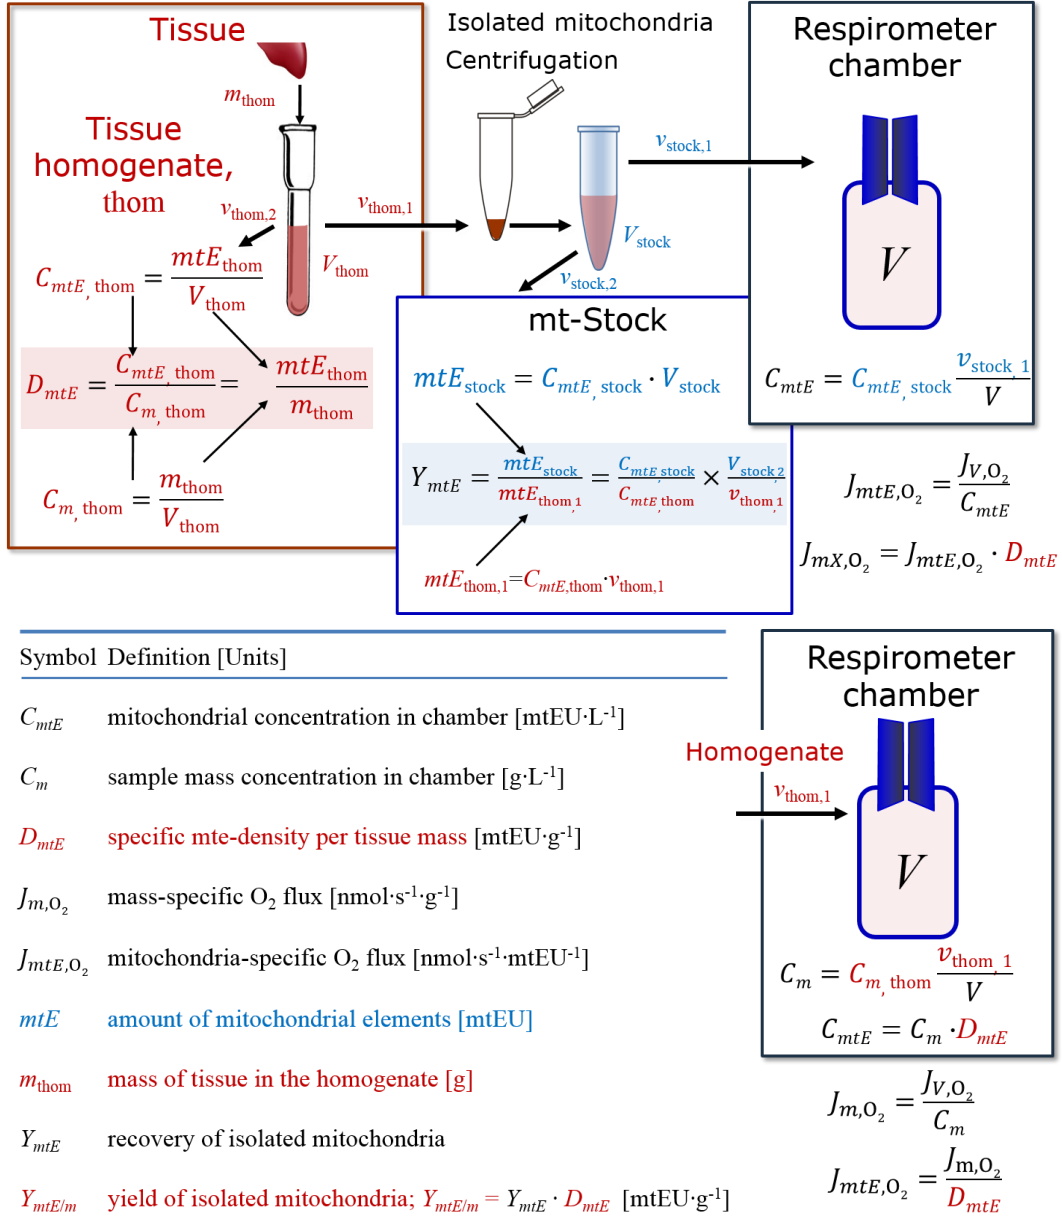 Tissue
m_thom
Tissue
homogenate,
thom
v_thom,2
v_thom,1
V_thom
C_mtE, thom = mtE_thom / V_thom
D_mtE = C_mtE, thom / C_m, thom = mtE_thom / m_thom
C_m, thom = m_thom / V_thom
Isolated mitochondria
Centrifugation
v_stock,1
V_stock
v_stock,2
mt-Stock
mtE_stock = C_mtE, stock · V_stock
Y_mtE = mtE_stock / mtE_thom,1 = C_mtE,stock / C_mtE,thom × V_stock,2 / v_thom,1
mtE_thom,1=C_mtE,thom·v_thom,1
Respirometer
chamber
V
C_mtE = C_mtE, stock v_stock, 1 / V
J_mtE,O₂ = J_V,O₂ / C_mtE
J_mX,O₂ = J_mtE,O₂ · D_mtE
Symbol Definition [Units]
C_mtE mitochondrial concentration in chamber [mtEU·L⁻¹]
C_m sample mass concentration in chamber [g·L⁻¹]
D_mtE specific mte-density per tissue mass [mtEU·g⁻¹]
J_m,O₂ mass-specific O₂ flux [nmol·s⁻¹·g⁻¹]
J_mtE,O₂ mitochondria-specific O₂ flux [nmol·s⁻¹·mtEU⁻¹]
mtE amount of mitochondrial elements [mtEU]
m_thom mass of tissue in the homogenate [g]
Y_mtE recovery of isolated mitochondria
Y_mtE/m yield of isolated mitochondria; Y_mtE/m = Y_mtE · D_mtE [mtEU·g⁻¹]
Respirometer
chamber
Homogenate
v_thom,1
V
C_m = C_m, thom v_thom, 1 / V
C_mtE = C_m · D_mtE
J_m,O₂ = J_V,O₂ / C_m
J_mtE,O₂ = J_m,O₂ / D_mtE